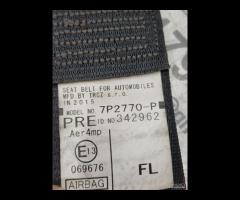 SEAT BELT FOR AUTOMOBILES
MFD BY TRCZ s.r.o.
IN 2015
MODEL NO. 7P2770-P
PRE ID NO 342962
Aer4mp
E13
069676 FL
AIRBAG